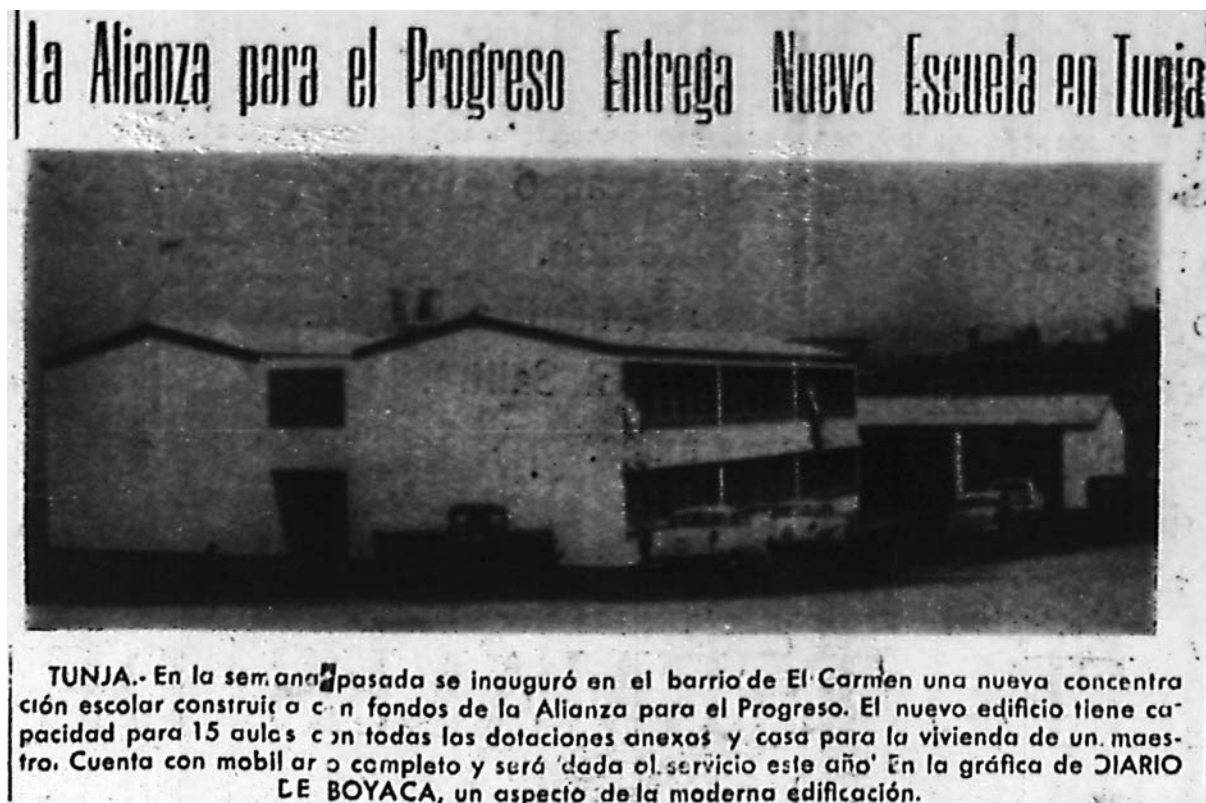 La Alianza para el Progreso Entrega Nueva Escuela en Tunja
TUNJA.- En la semana pasada se inauguró en el barrio de El Carmen una nueva concentra
ción escolar construida con fondos de la Alianza para el Progreso. El nuevo edificio tiene ca-
pacidad para 15 aulas con todas las dotaciones anexas y casa para la vivienda de un maes-
tro. Cuenta con mobiliario completo y será dada al servicio este año. En la gráfica de DIARIO
DE BOYACA, un aspecto de la moderna edificación.